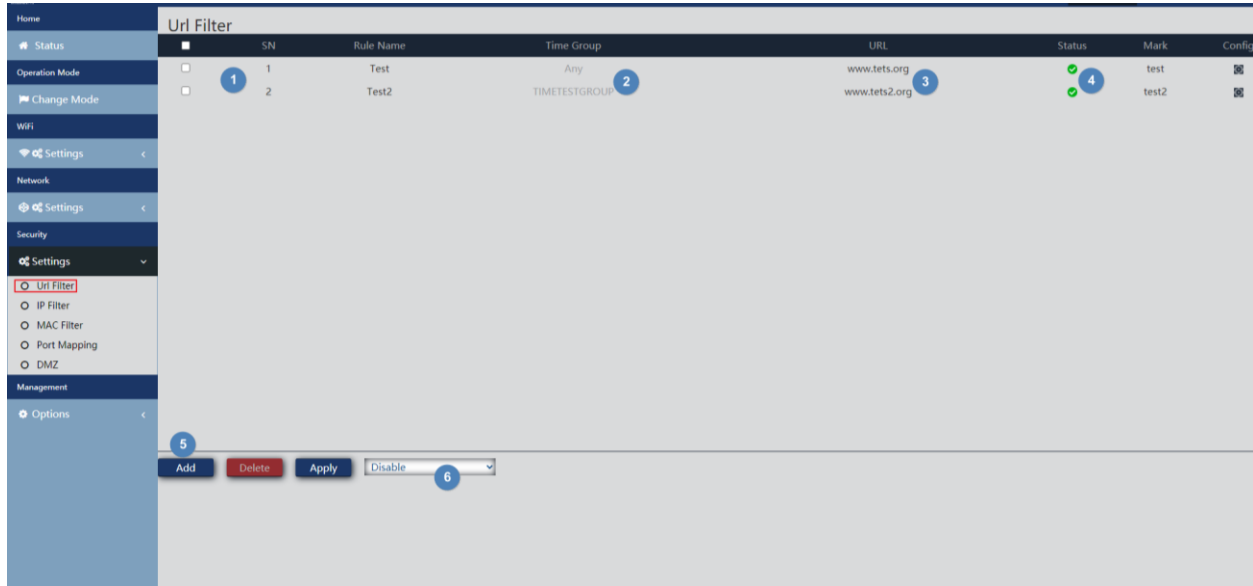 Home
Status
Operation Mode
Change Mode
WiFi
Settings
Network
Settings
Security
Settings
Url Filter
IP Filter
MAC Filter
Port Mapping
DMZ
Management
Options
Url Filter
SN Rule Name Time Group URL Status Mark Config
1 1 Test Any www.tets.org test
2 Test2 TIMETESTGROUP 2 www.tets2.org 3 4 test2
5
Add Delete Apply Disable
6